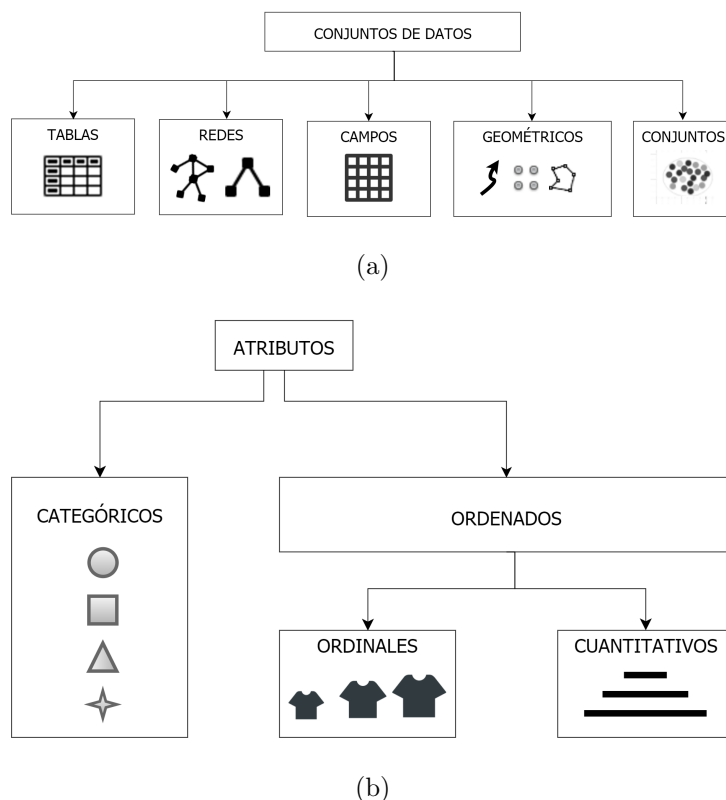 CONJUNTOS DE DATOS
TABLAS
REDES
CAMPOS
GEOMÉTRICOS
CONJUNTOS
(a)
ATRIBUTOS
CATEGÓRICOS
ORDENADOS
ORDINALES
CUANTITATIVOS
(b)